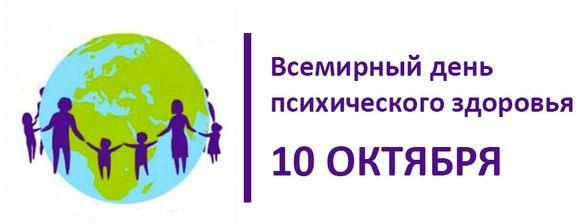 Всемирный день
психического здоровья
10 ОКТЯБРЯ